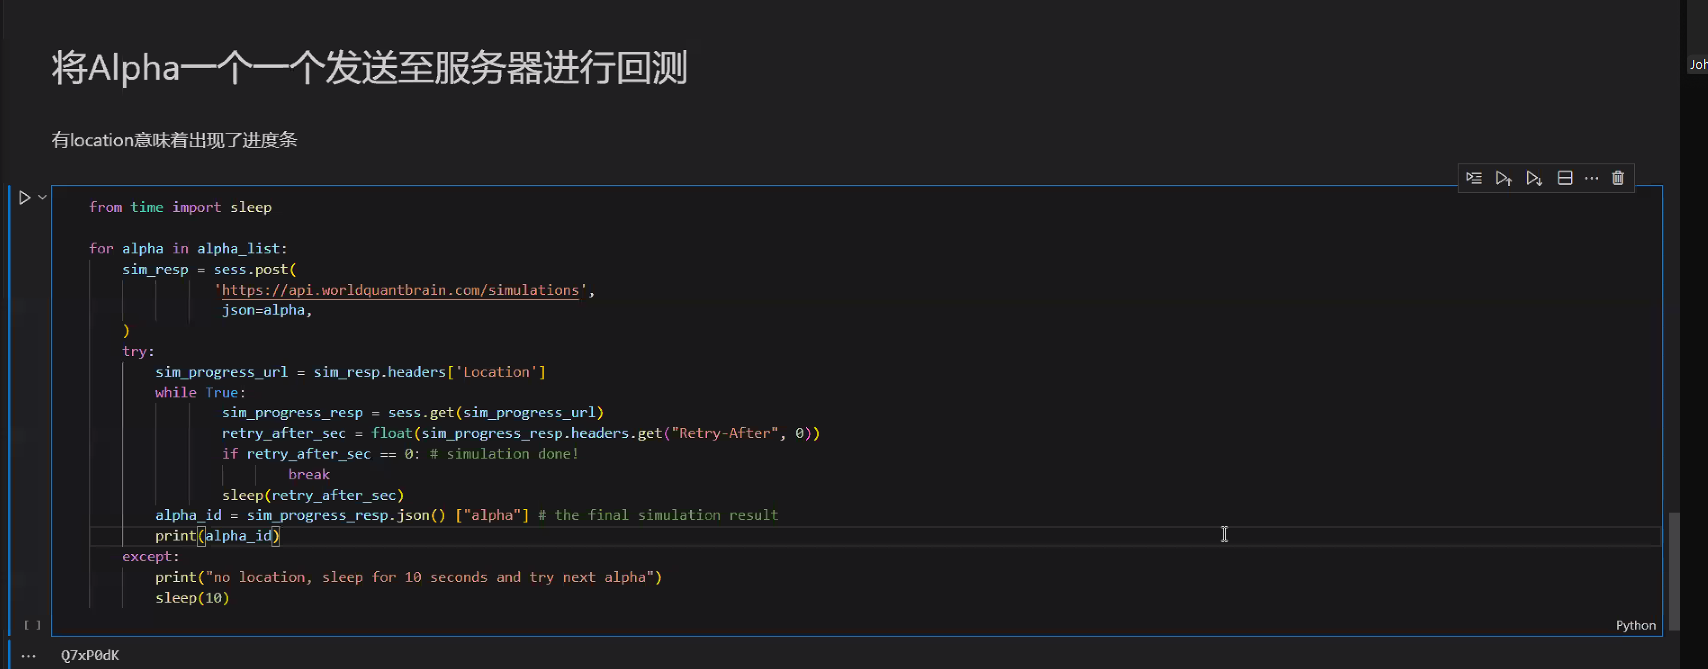 将Alpha一个一个发送至服务器进行回测
Joh
有location意味着出现了进度条
from time import sleep
for alpha in alpha_list:
sim_resp = sess.post(
'https://api.worldquantbrain.com/simulations',
json=alpha,
)
try:
sim_progress_url = sim_resp.headers['Location']
while True:
sim_progress_resp = sess.get(sim_progress_url)
retry_after_sec = float(sim_progress_resp.headers.get("Retry-After", 0))
if retry_after_sec == 0: # simulation done!
break
sleep(retry_after_sec)
alpha_id = sim_progress_resp.json() ["alpha"] # the final simulation result
print(alpha_id)
except:
print("no location, sleep for 10 seconds and try next alpha")
sleep(10)
[ ]
Python
Q7xP0dK